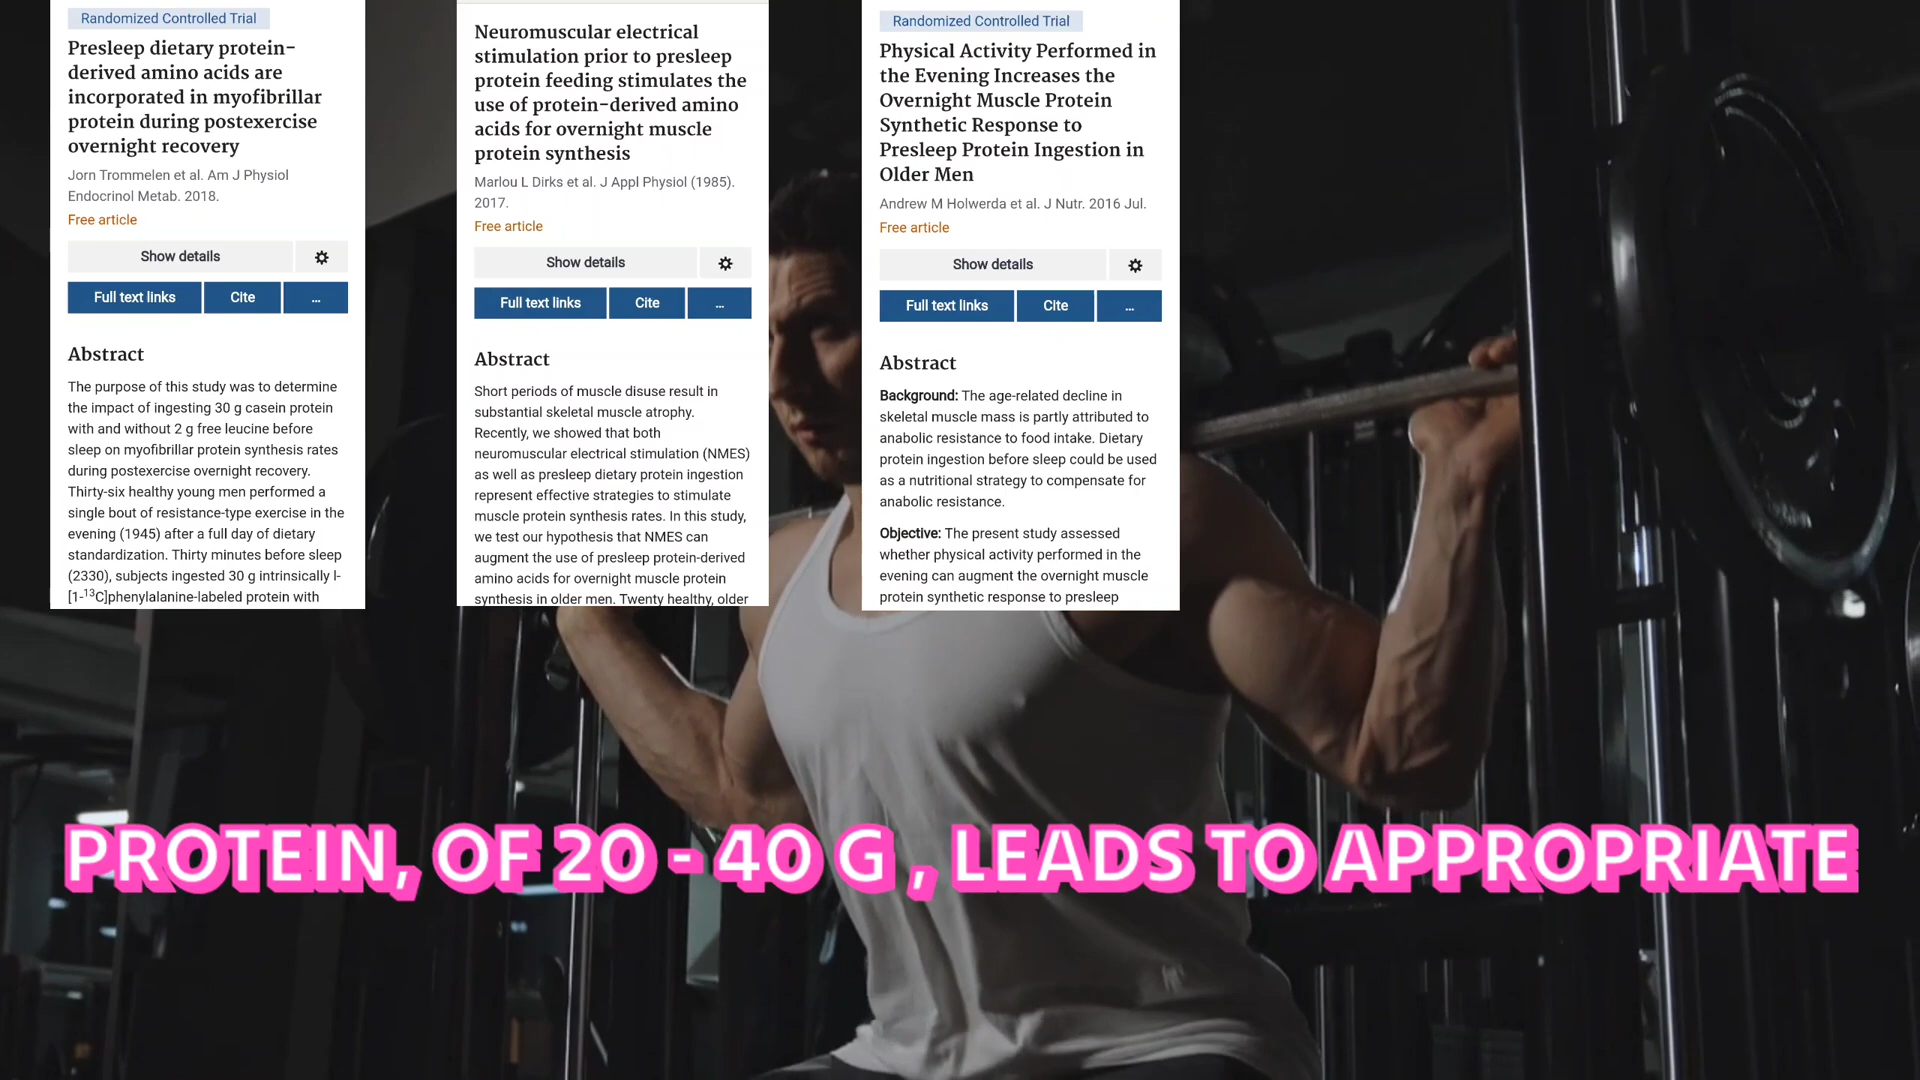 Randomized Controlled Trial
Presleep dietary protein-
derived amino acids are
incorporated in myofibrillar
protein during postexercise
overnight recovery
Jorn Trommelen et al. Am J Physiol
Endocrinol Metab. 2018.
Free article
Show details
Full text links
Cite
...
Abstract
The purpose of this study was to determine
the impact of ingesting 30 g casein protein
with and without 2 g free leucine before
sleep on myofibrillar protein synthesis rates
during postexercise overnight recovery.
Thirty-six healthy young men performed a
single bout of resistance-type exercise in the
evening (1945) after a full day of dietary
standardization. Thirty minutes before sleep
(2330), subjects ingested 30 g intrinsically l-
[1-¹³C]phenylalanine-labeled protein with
Neuromuscular electrical
stimulation prior to presleep
protein feeding stimulates the
use of protein-derived amino
acids for overnight muscle
protein synthesis
Marlou L Dirks et al. J Appl Physiol (1985).
2017.
Free article
Show details
Full text links
Cite
...
Abstract
Short periods of muscle disuse result in
substantial skeletal muscle atrophy.
Recently, we showed that both
neuromuscular electrical stimulation (NMES)
as well as presleep dietary protein ingestion
represent effective strategies to stimulate
muscle protein synthesis rates. In this study,
we test our hypothesis that NMES can
augment the use of presleep protein-derived
amino acids for overnight muscle protein
synthesis in older men. Twenty healthy, older
Randomized Controlled Trial
Physical Activity Performed in
the Evening Increases the
Overnight Muscle Protein
Synthetic Response to
Presleep Protein Ingestion in
Older Men
Andrew M Holwerda et al. J Nutr. 2016 Jul.
Free article
Show details
Full text links
Cite
...
Abstract
Background: The age-related decline in
skeletal muscle mass is partly attributed to
anabolic resistance to food intake. Dietary
protein ingestion before sleep could be used
as a nutritional strategy to compensate for
anabolic resistance.
Objective: The present study assessed
whether physical activity performed in the
evening can augment the overnight muscle
protein synthetic response to presleep
PROTEIN, OF 20 - 40 G , LEADS TO APPROPRIATE